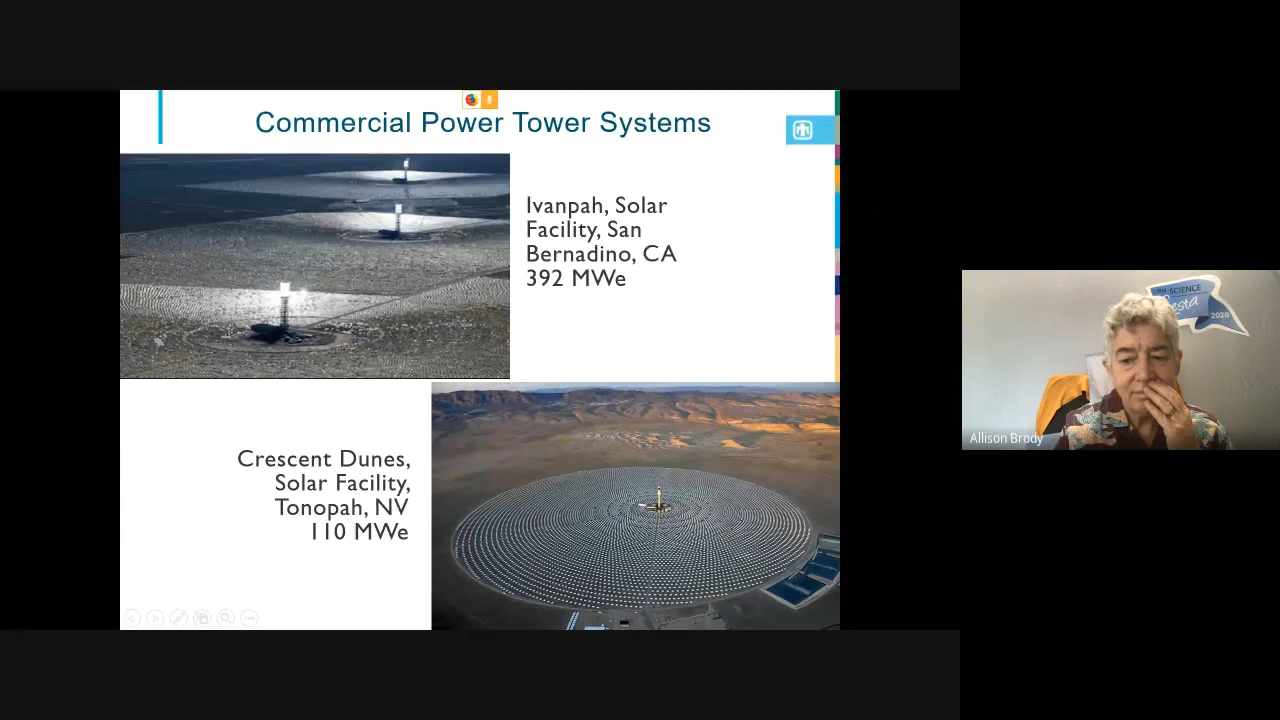 Commercial Power Tower Systems
Ivanpah, Solar
Facility, San
Bernadino, CA
392 MWe
Crescent Dunes,
Solar Facility,
Tonopah, NV
110 MWe
SCIENCE
2020
Allison Brody